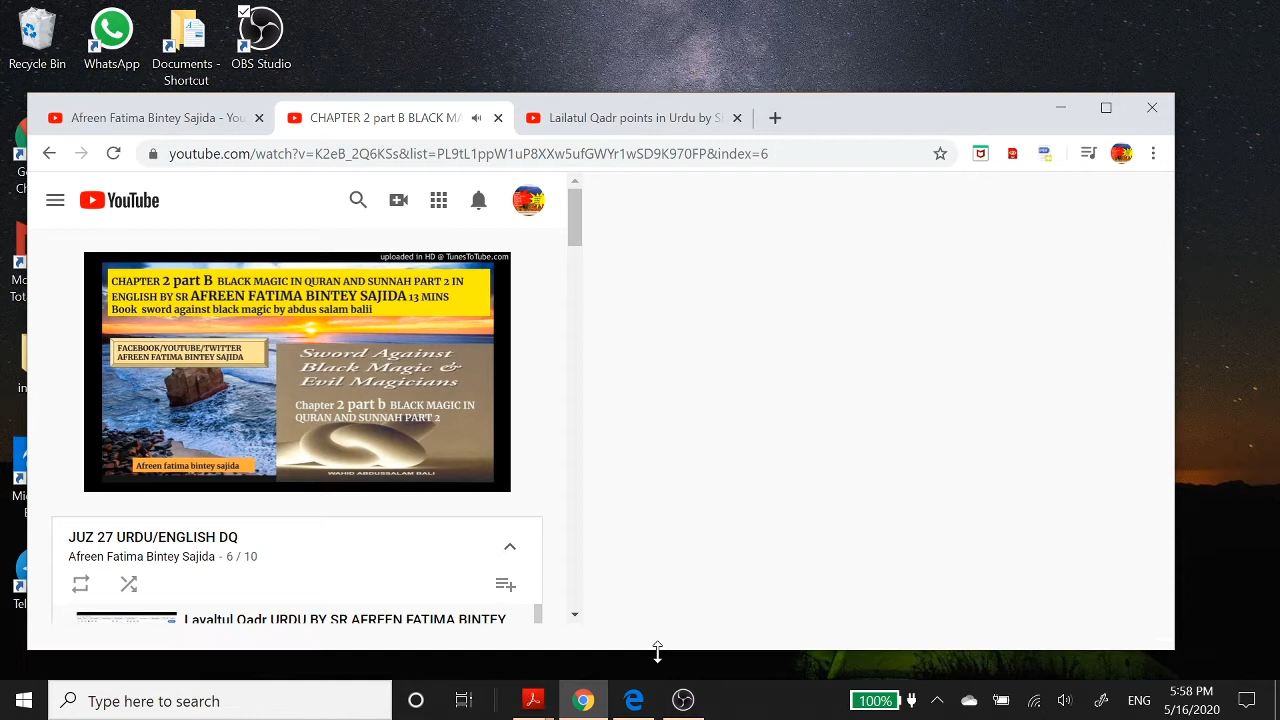 Recycle Bin
WhatsApp
Documents -
Shortcut
OBS Studio
Afreen Fatima Bintey Sajida - You
CHAPTER 2 part B BLACK MA
Lailatul Qadr points in Urdu by S
youtube.com/watch?v=K2eB_2Q6KSs&list=PL9tL1ppW1uP8XXw5ufGWYr1wSD9K970FP&index=6
YouTube
uploaded in HD @ TunesToTube.com
CHAPTER 2 part B BLACK MAGIC IN QURAN AND SUNNAH PART 2 IN
ENGLISH BY SR AFREEN FATIMA BINTEY SAJIDA 13 MINS
Book sword against black magic by abdus salam balii
FACEBOOK/YOUTUBE/TWITTER
AFREEN FATIMA BINTEY SAJIDA
Sword Against
Black Magic &
Evil Magicians
Chapter 2 part b BLACK MAGIC IN
QURAN AND SUNNAH PART 2
Afreen fatima bintey sajida
WAHID ABDUSSALAM BALI
JUZ 27 URDU/ENGLISH DQ
Afreen Fatima Bintey Sajida - 6 / 10
Layaltul Qadr URDU BY SR AFREEN FATIMA BINTEY
Type here to search
100%
ENG
5:58 PM
5/16/2020